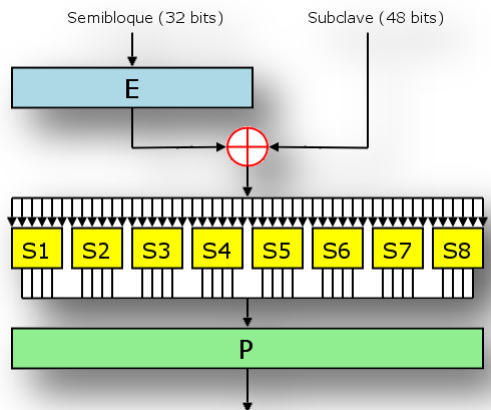 Semibloque (32 bits) Subclave (48 bits)
E
S1 S2 S3 S4 S5 S6 S7 S8
P